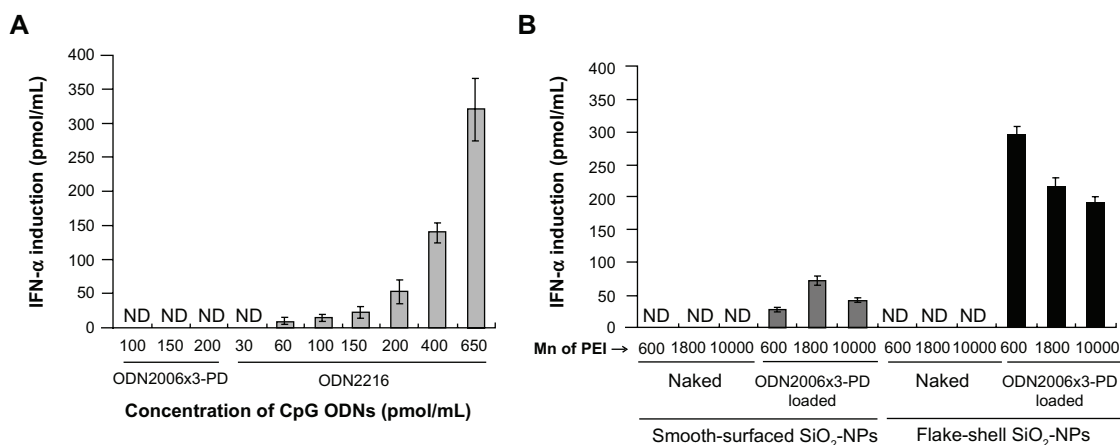 A
IFN-α induction (pmol/mL)
400
350
300
250
200
150
100
50
0
ND ND ND ND
100 150 200 30 60 100 150 200 400 650
ODN2006x3-PD ODN2216
Concentration of CpG ODNs (pmol/mL)
B
IFN-α induction (pmol/mL)
400
350
300
250
200
150
100
50
0
ND ND ND ND ND ND
Mn of PEI → 600 1800 10000 600 1800 10000 600 1800 10000 600 1800 10000
Naked ODN2006x3-PD loaded Naked ODN2006x3-PD loaded
Smooth-surfaced SiO₂-NPs Flake-shell SiO₂-NPs